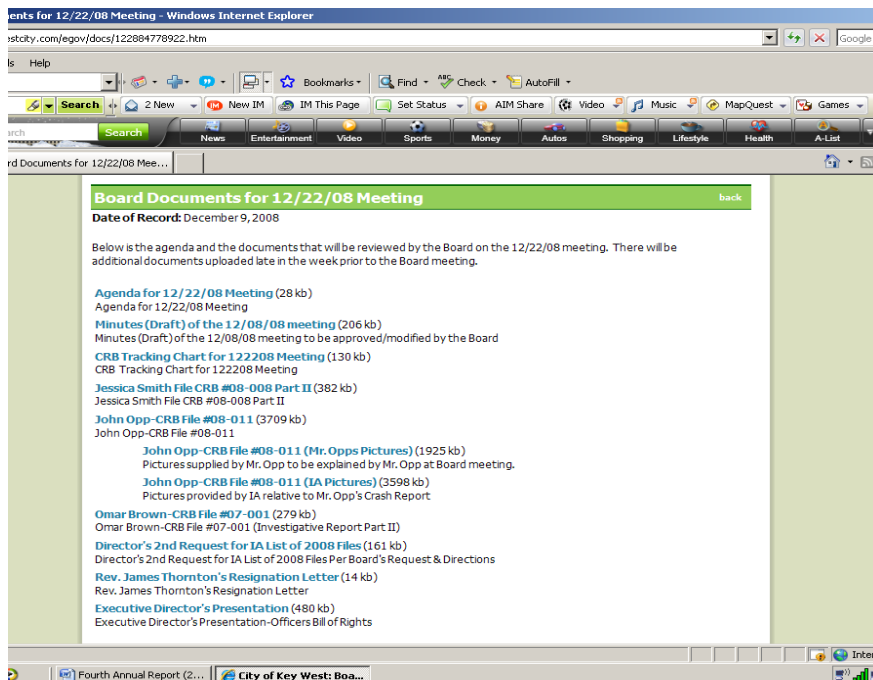 ents for 12/22/08 Meeting - Windows Internet Explorer
estcity.com/egov/docs/122884778922.htm
Google
ls Help
Bookmarks Find Check AutoFill
Search 2 New New IM IM This Page Set Status AIM Share Video Music MapQuest Games
rch Search News Entertainment Video Sports Money Autos Shopping Lifestyle Health A-List
rd Documents for 12/22/08 Mee...
Board Documents for 12/22/08 Meeting back
Date of Record: December 9, 2008
Below is the agenda and the documents that will be reviewed by the Board on the 12/22/08 meeting. There will be
additional documents uploaded late in the week prior to the Board meeting.
Agenda for 12/22/08 Meeting (28 kb)
Agenda for 12/22/08 Meeting
Minutes (Draft) of the 12/08/08 meeting (206 kb)
Minutes (Draft) of the 12/08/08 meeting to be approved/modified by the Board
CRB Tracking Chart for 122208 Meeting (130 kb)
CRB Tracking Chart for 122208 Meeting
Jessica Smith File CRB #08-008 Part II (382 kb)
Jessica Smith File CRB #08-008 Part II
John Opp-CRB File #08-011 (3709 kb)
John Opp-CRB File #08-011
John Opp-CRB File #08-011 (Mr. Opps Pictures) (1925 kb)
Pictures supplied by Mr. Opp to be explained by Mr. Opp at Board meeting.
John Opp-CRB File #08-011 (IA Pictures) (3598 kb)
Pictures provided by IA relative to Mr. Opp's Crash Report
Omar Brown-CRB File #07-001 (279 kb)
Omar Brown-CRB File #07-001 (Investigative Report Part II)
Director's 2nd Request for IA List of 2008 Files (161 kb)
Director's 2nd Request for IA List of 2008 Files Per Board's Request & Directions
Rev. James Thornton's Resignation Letter (14 kb)
Rev. James Thornton's Resignation Letter
Executive Director's Presentation (480 kb)
Executive Director's Presentation-Officers Bill of Rights
Inter
Fourth Annual Report (2... City of Key West: Boa...